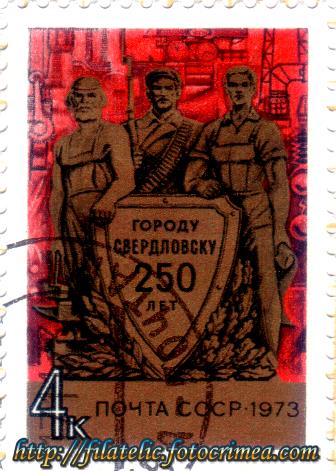 ГОРОДУ
СВЕРДЛОВСКУ
250
ЛЕТ
4К
ПОЧТА СССР·1973
http://filatelic.fotocrimea.com